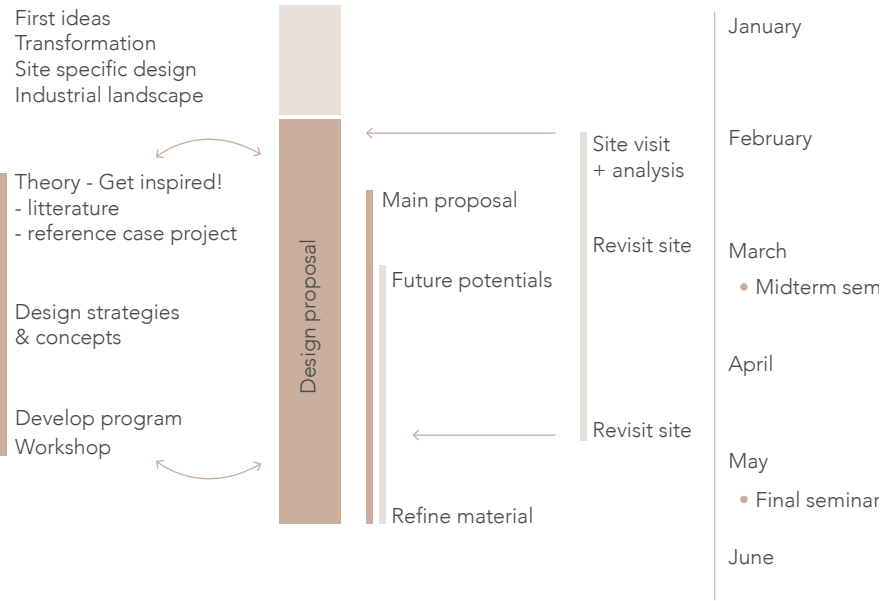 First ideas
Transformation
Site specific design
Industrial landscape
Theory - Get inspired!
- litterature
- reference case project
Design strategies
& concepts
Develop program
Workshop
Design proposal
Main proposal
Future potentials
Refine material
Site visit
+ analysis
Revisit site
Revisit site
January
February
March
• Midterm sem
April
May
• Final seminar
June